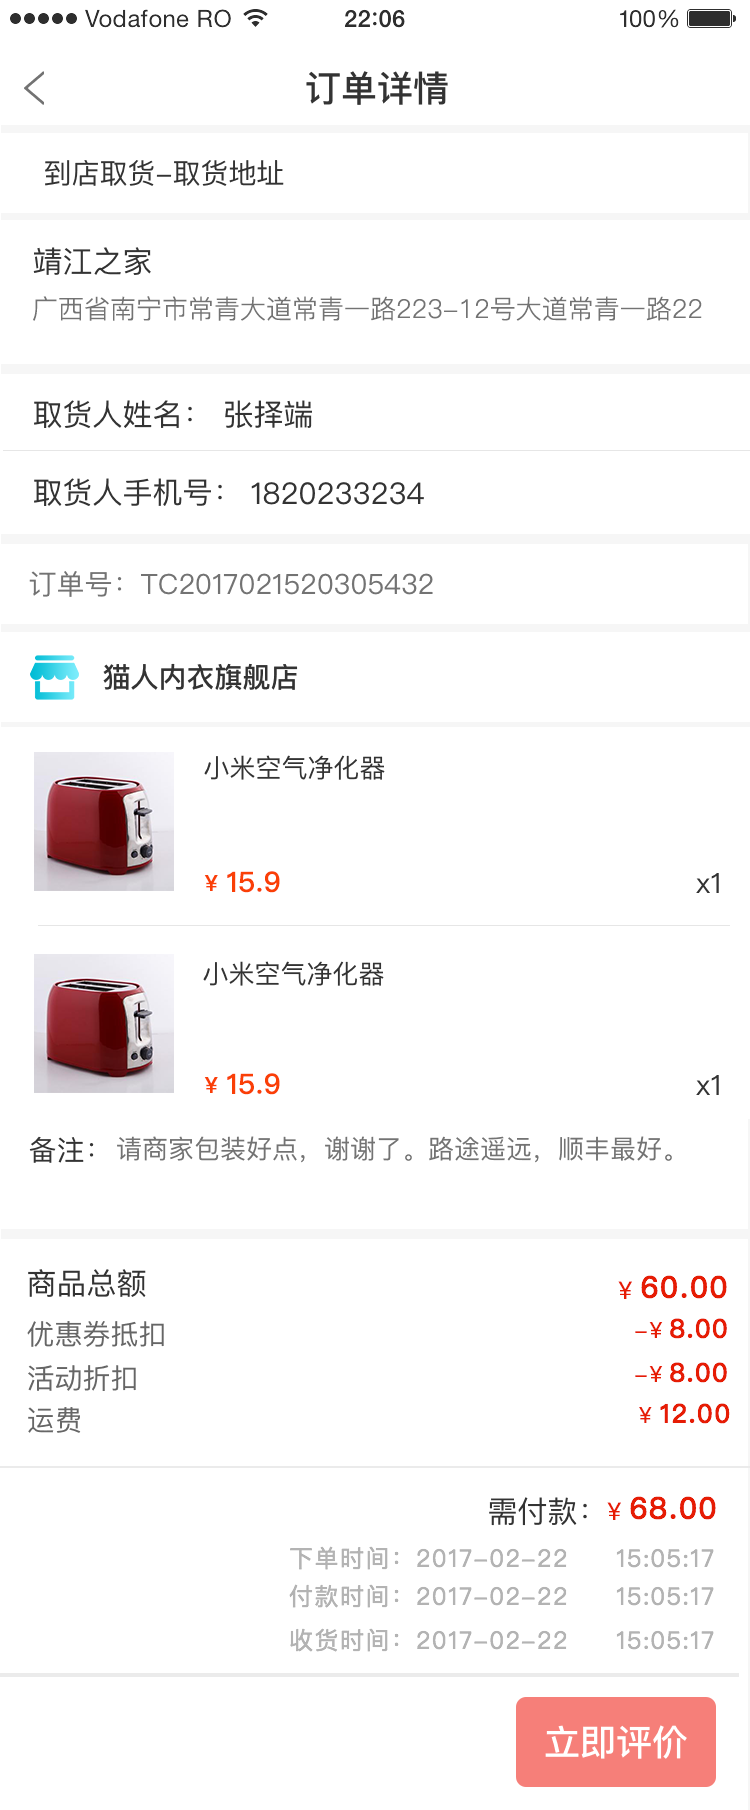 Vodafone RO 22:06 100%
订单详情
到店取货–取货地址
靖江之家
广西省南宁市常青大道常青一路223–12号大道常青一路22
取货人姓名： 张择端
取货人手机号： 1820233234
订单号：TC2017021520305432
猫人内衣旗舰店
小米空气净化器
¥ 15.9 x1
小米空气净化器
¥ 15.9 x1
备注： 请商家包装好点，谢谢了。路途遥远，顺丰最好。
商品总额 ¥ 60.00
优惠券抵扣 –¥ 8.00
活动折扣 –¥ 8.00
运费 ¥ 12.00
需付款：¥ 68.00
下单时间：2017–02–22 15:05:17
付款时间：2017–02–22 15:05:17
收货时间：2017–02–22 15:05:17
立即评价